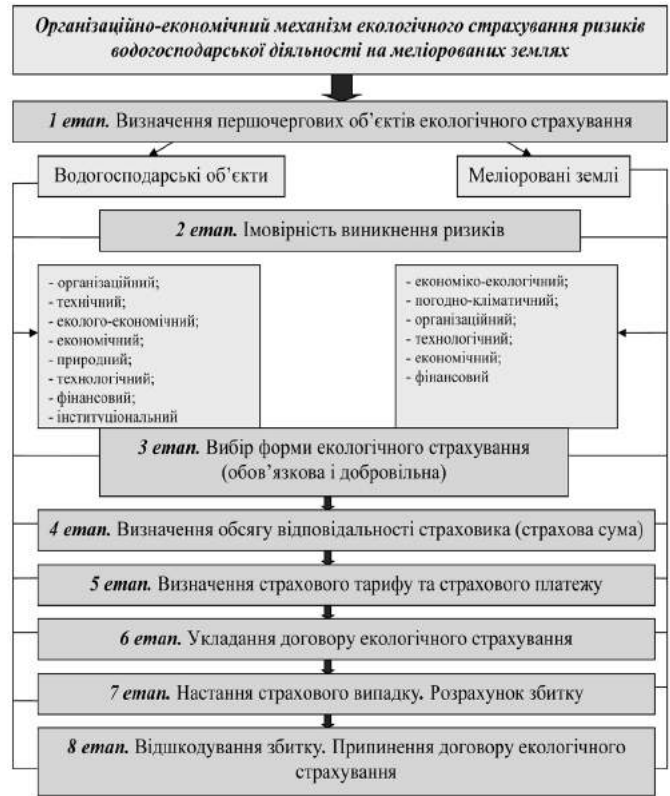 Організаційно-економічний механізм екологічного страхування ризиків
водогосподарської діяльності на меліорованих землях
1 етап. Визначення першочергових об’єктів екологічного страхування
Водогосподарські об’єкти
Меліоровані землі
2 етап. Імовірність виникнення ризиків
- організаційний;
- технічний;
- еколого-економічний;
- економічний;
- природний;
- технологічний;
- фінансовий;
- інституціональний
- економіко-екологічний;
- погодно-кліматичний;
- організаційний;
- технологічний;
- економічний;
- фінансовий
3 етап. Вибір форми екологічного страхування
(обов’язкова і добровільна)
4 етап. Визначення обсягу відповідальності страховика (страхова сума)
5 етап. Визначення страхового тарифу та страхового платежу
6 етап. Укладання договору екологічного страхування
7 етап. Настання страхового випадку. Розрахунок збитку
8 етап. Відшкодування збитку. Припинення договору екологічного
страхування